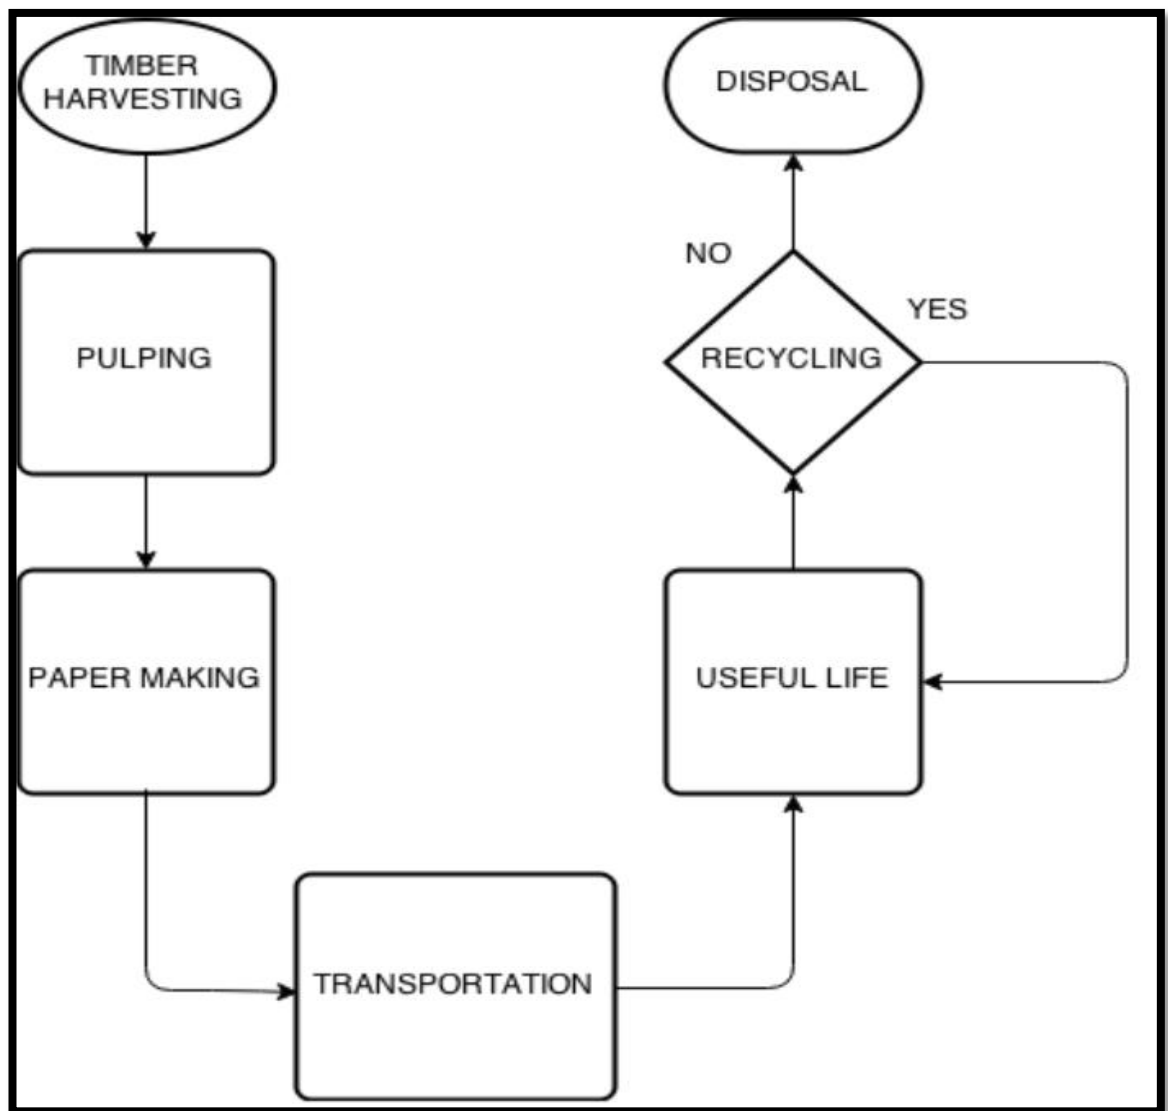 TIMBER
HARVESTING
PULPING
PAPER MAKING
TRANSPORTATION
USEFUL LIFE
RECYCLING
YES
NO
DISPOSAL